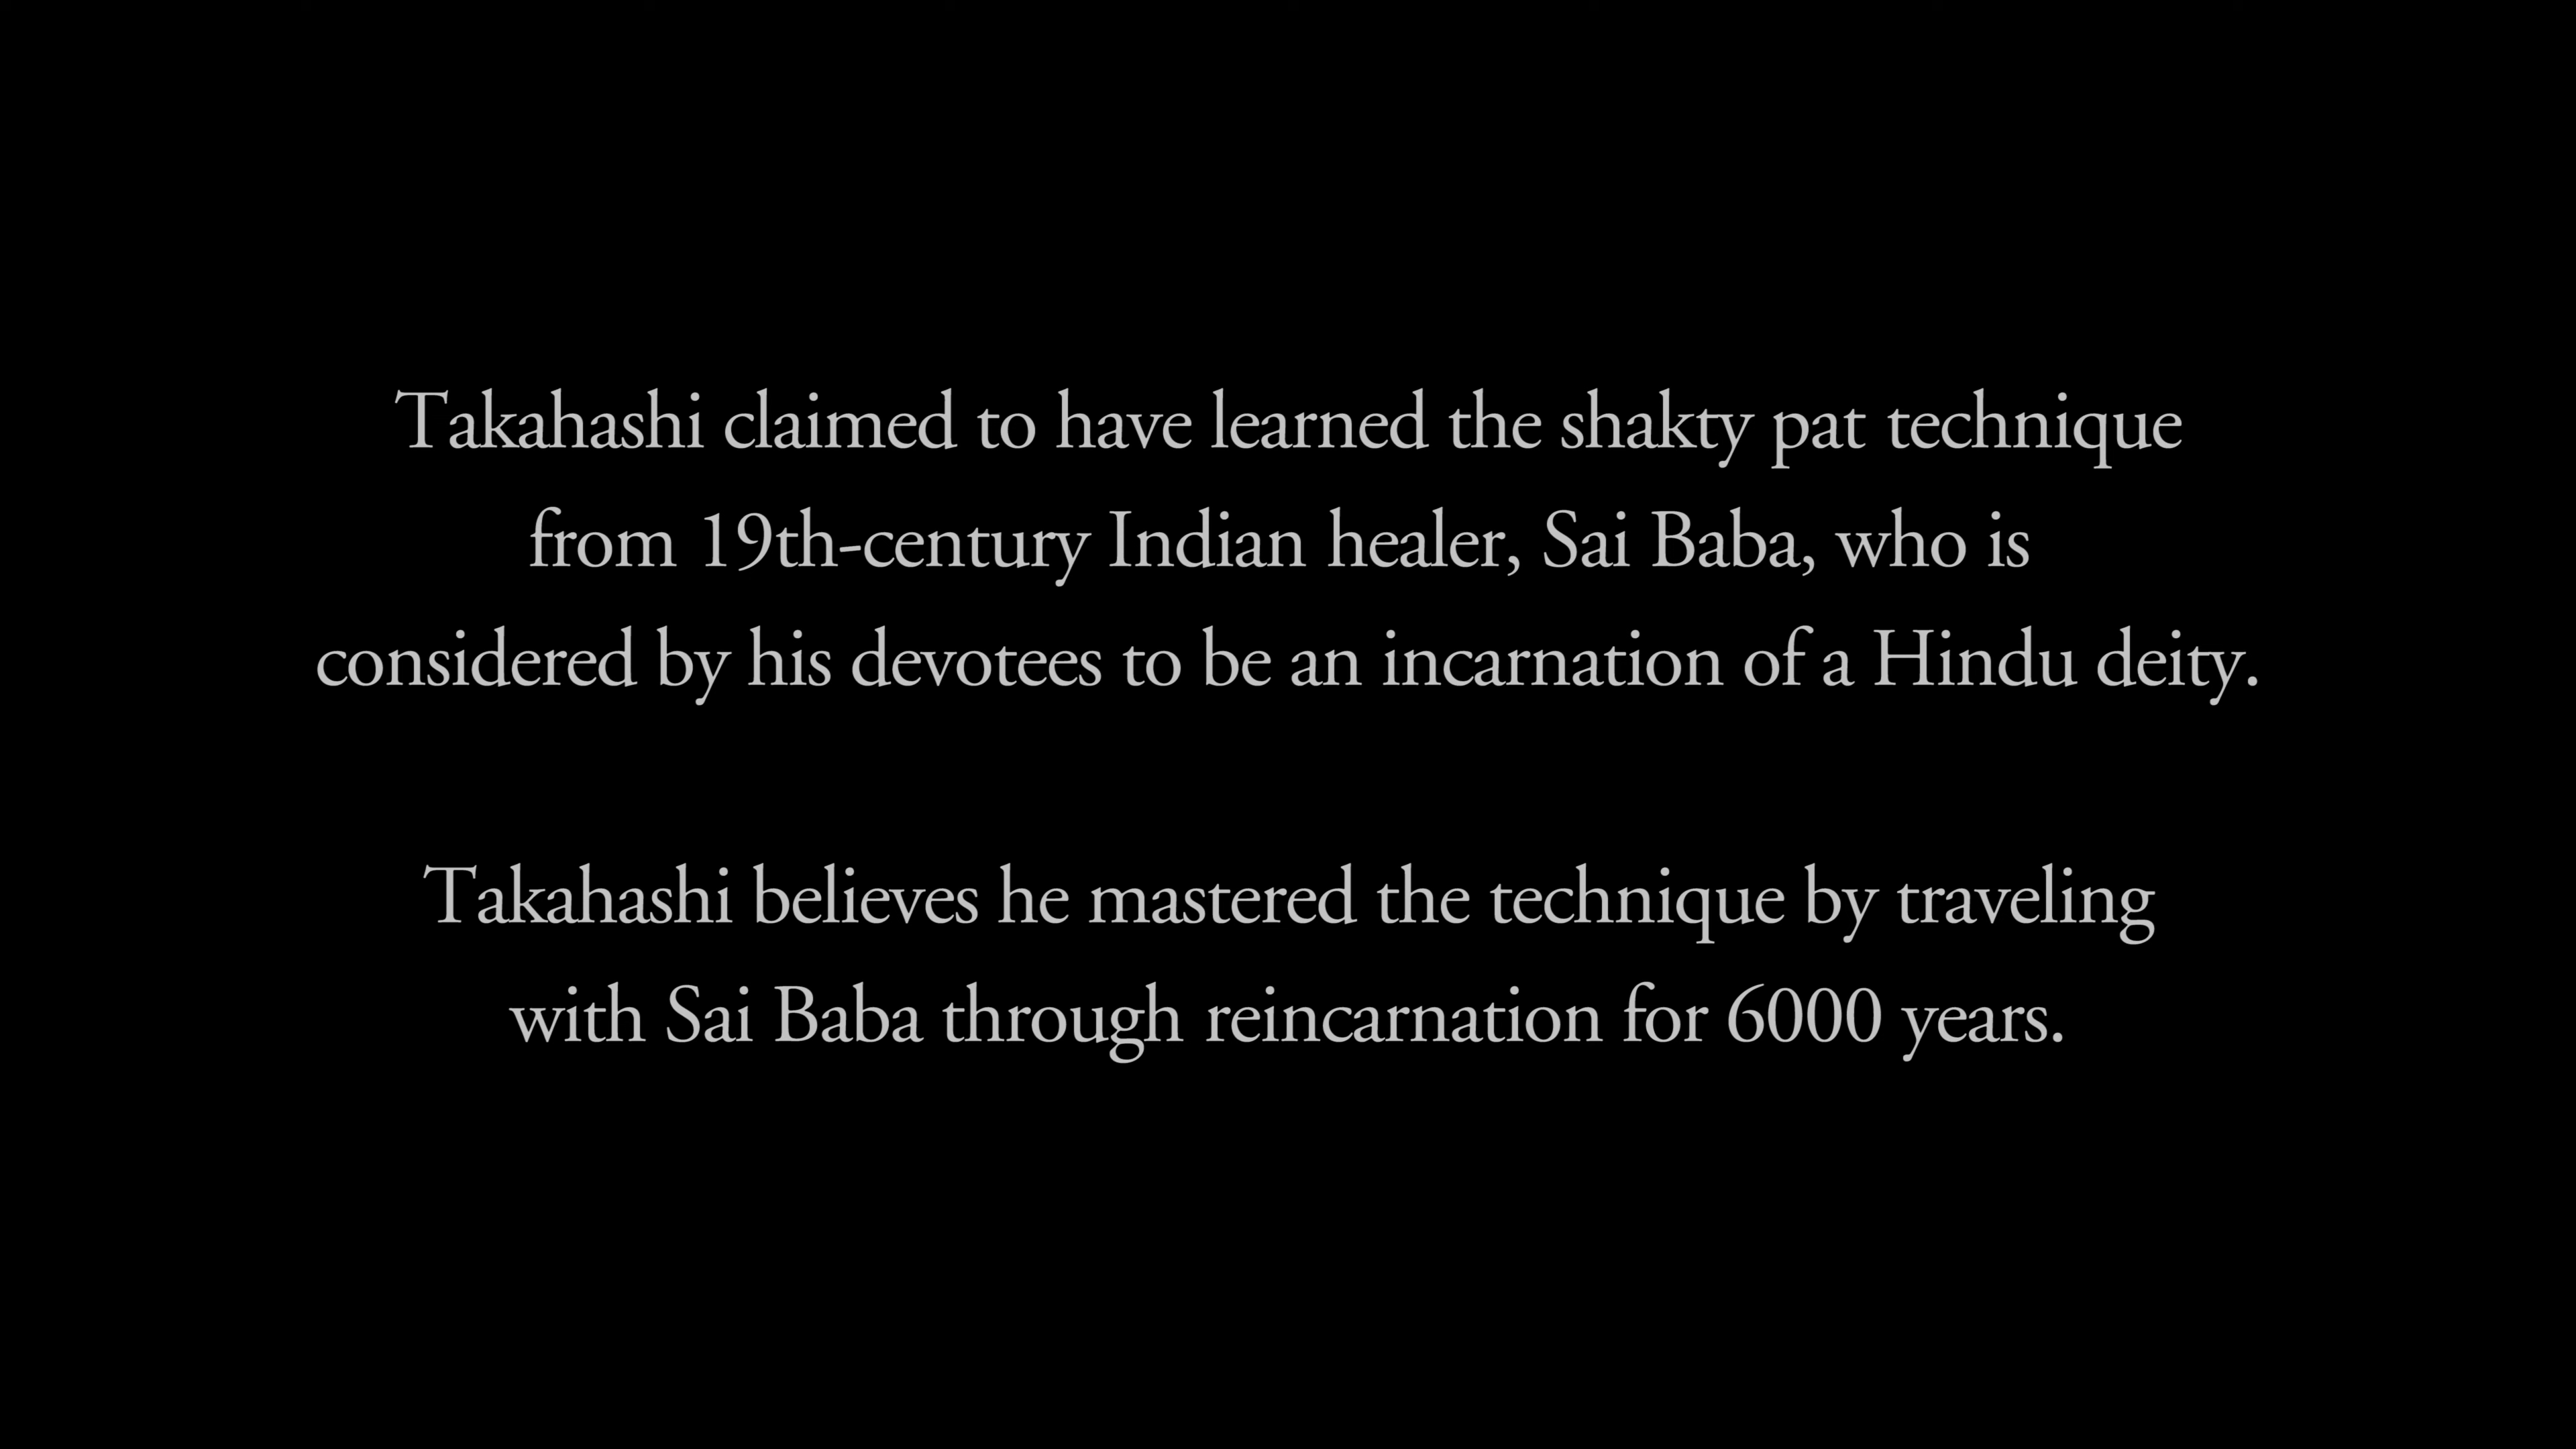 Takahashi claimed to have learned the shakty pat technique
from 19th-century Indian healer, Sai Baba, who is
considered by his devotees to be an incarnation of a Hindu deity.
Takahashi believes he mastered the technique by traveling
with Sai Baba through reincarnation for 6000 years.